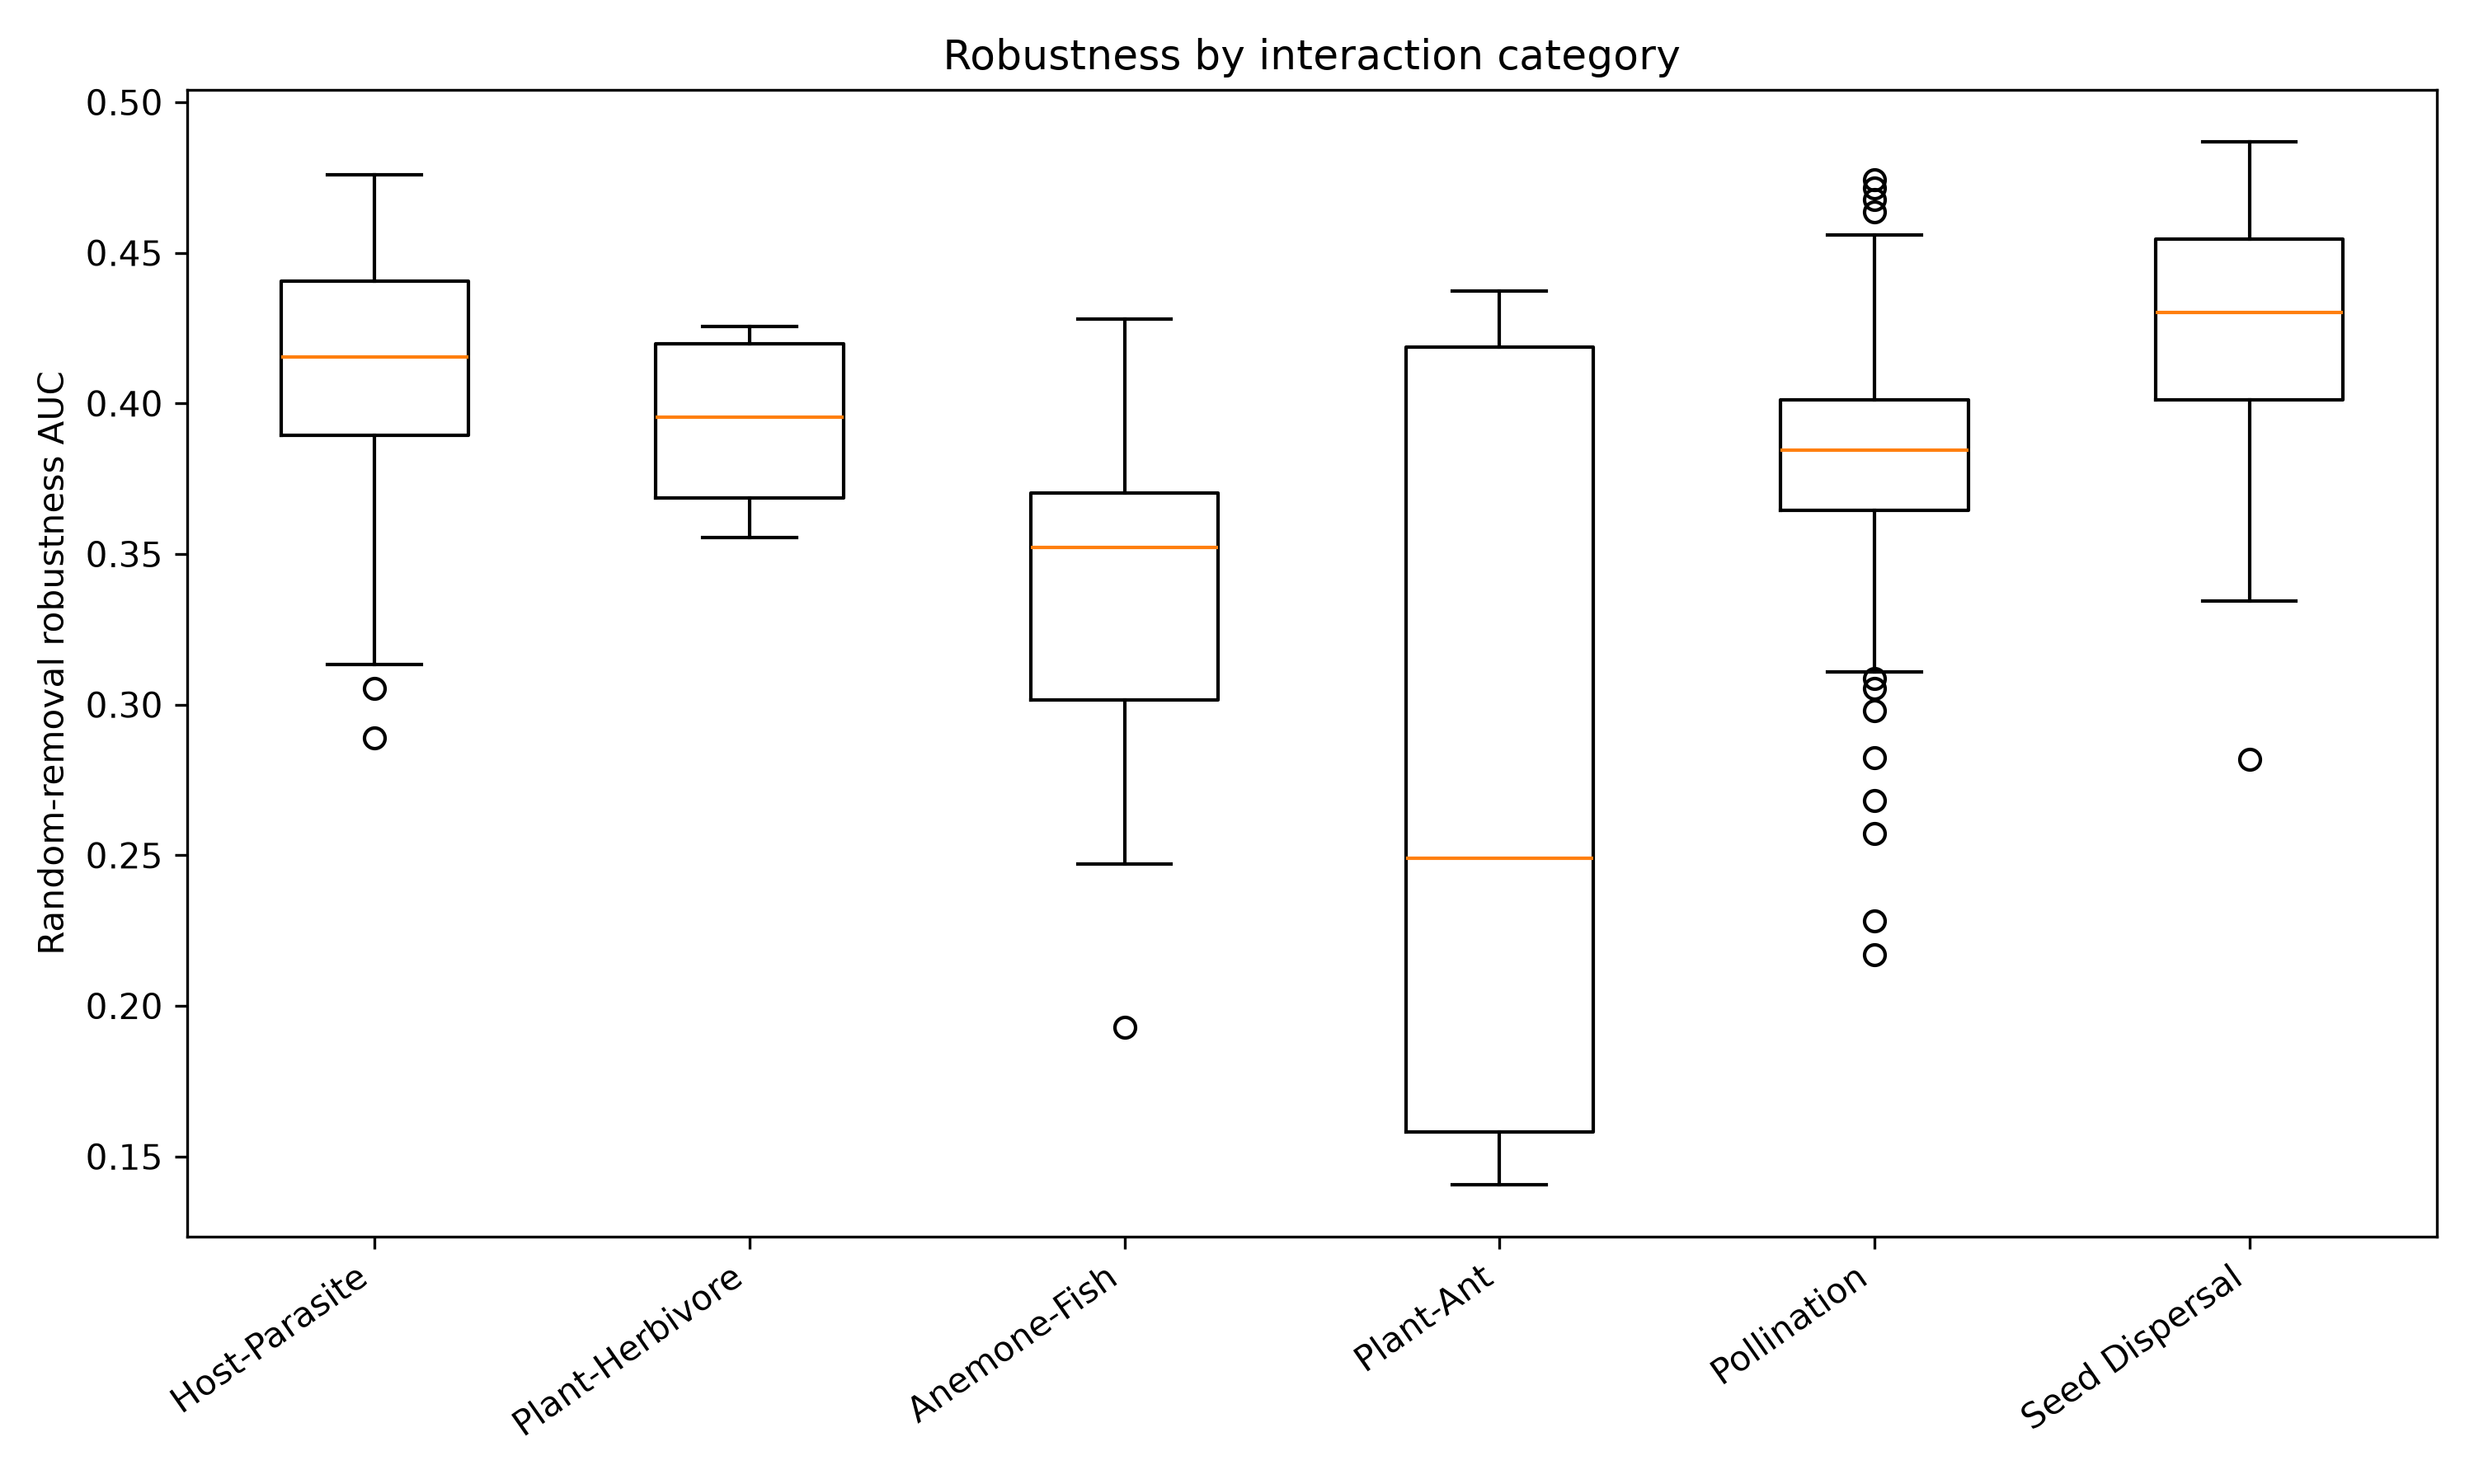 Robustness by interaction category
Random-removal robustness AUC
0.50
0.45
0.40
0.35
0.30
0.25
0.20
0.15
Host-Parasite
Plant-Herbivore
Anemone-Fish
Plant-Ant
Pollination
Seed Dispersal